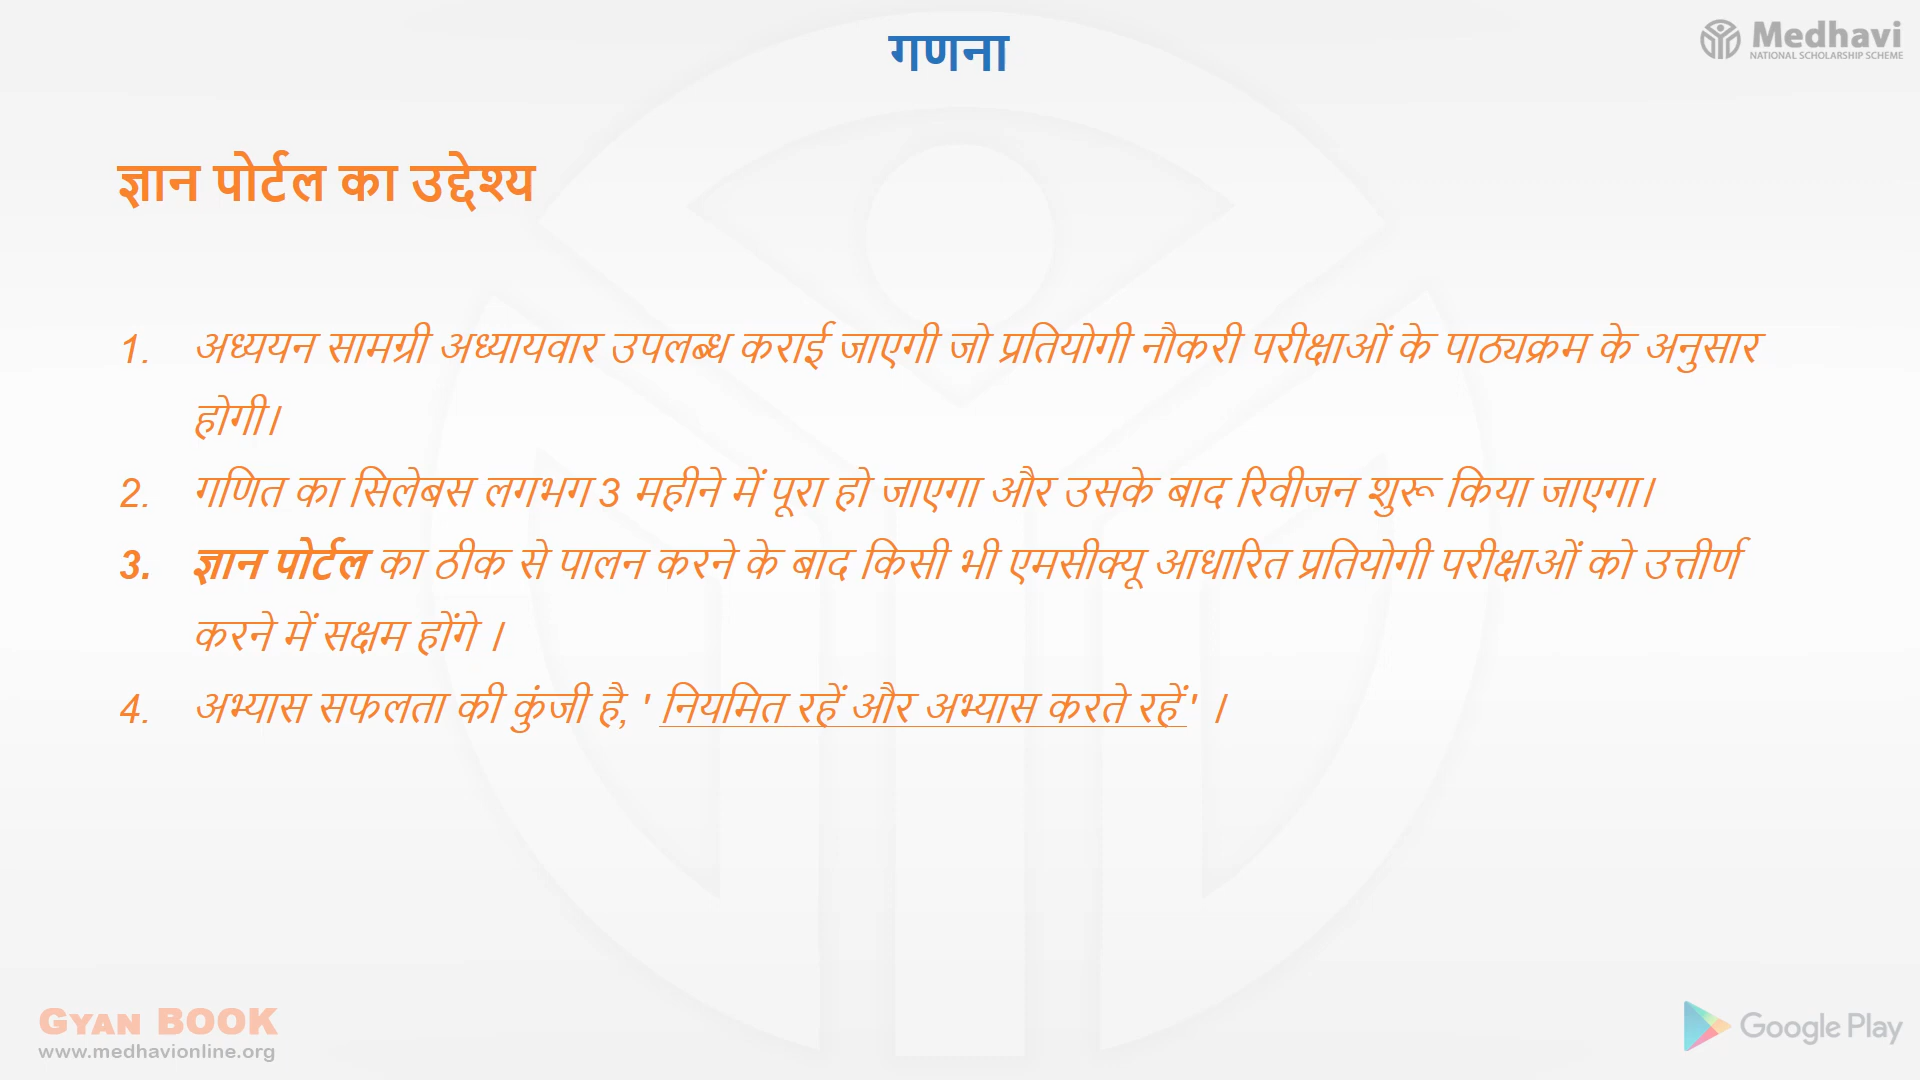 गणना
Medhavi
NATIONAL SCHOLARSHIP SCHEME
ज्ञान पोर्टल का उद्देश्य
1. अध्ययन सामग्री अध्यायवार उपलब्ध कराई जाएगी जो प्रतियोगी नौकरी परीक्षाओं के पाठ्यक्रम के अनुसार
होगी।
2. गणित का सिलेबस लगभग 3 महीने में पूरा हो जाएगा और उसके बाद रिवीजन शुरू किया जाएगा।
3. ज्ञान पोर्टल का ठीक से पालन करने के बाद किसी भी एमसीक्यू आधारित प्रतियोगी परीक्षाओं को उत्तीर्ण
करने में सक्षम होंगे ।
4. अभ्यास सफलता की कुंजी है, ' नियमित रहें और अभ्यास करते रहें' ।
GYAN BOOK
www.medhavionline.org
Google Play